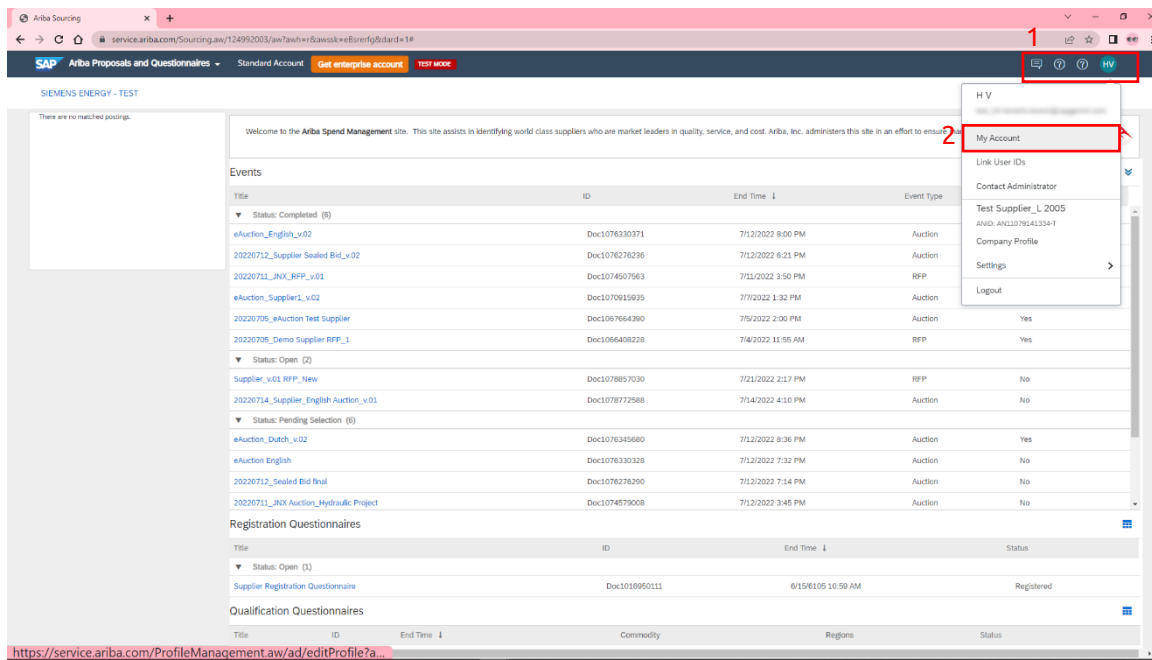 Ariba Sourcing
service.ariba.com/Sourcing.aw/124992003/aw?awh=r&awssk=eBsrerfg&dard=1#
1
SAP Ariba Proposals and Questionnaires Standard Account Get enterprise account TEST MODE HV
SIEMENS ENERGY - TEST
There are no matched postings.
Welcome to the Ariba Spend Management site. This site assists in identifying world class suppliers who are market leaders in quality, service, and cost. Ariba, Inc. administers this site in an effort to ensure
H V
2
My Account
Link User IDs
Contact Administrator
Test Supplier_L 2005
ANID: AN11079141334-T
Company Profile
Settings
Logout
Events
Title ID End Time ↓ Event Type
Status: Completed (6)
eAuction_English_v.02 Doc1076330371 7/12/2022 8:00 PM Auction
20220712_Supplier Sealed Bid_v.02 Doc1076276236 7/12/2022 6:21 PM Auction
20220711_JNX_RFP_v.01 Doc1074507563 7/11/2022 3:50 PM RFP
eAuction_Supplier1_v.02 Doc1070915935 7/7/2022 1:32 PM Auction
20220705_eAuction Test Supplier Doc1067664390 7/5/2022 2:00 PM Auction Yes
20220705_Demo Supplier RFP_1 Doc1066408228 7/4/2022 11:55 AM RFP Yes
Status: Open (2)
Supplier_v.01 RFP_New Doc1078857030 7/21/2022 2:17 PM RFP No
20220714_Supplier_English Auction_v.01 Doc1078772588 7/14/2022 4:10 PM Auction No
Status: Pending Selection (6)
eAuction_Dutch_v.02 Doc1076345680 7/12/2022 8:36 PM Auction Yes
eAuction English Doc1076330328 7/12/2022 7:32 PM Auction No
20220712_Sealed Bid final Doc1076276290 7/12/2022 7:14 PM Auction No
20220711_JNX Auction_Hydraulic Project Doc1074579008 7/12/2022 3:45 PM Auction No
Registration Questionnaires
Title ID End Time ↓ Status
Status: Open (1)
Supplier Registration Questionnaire Doc1016950111 6/15/6105 10:59 AM Registered
Qualification Questionnaires
Title ID End Time ↓ Commodity Regions Status
https://service.ariba.com/ProfileManagement.aw/ad/editProfile?a...